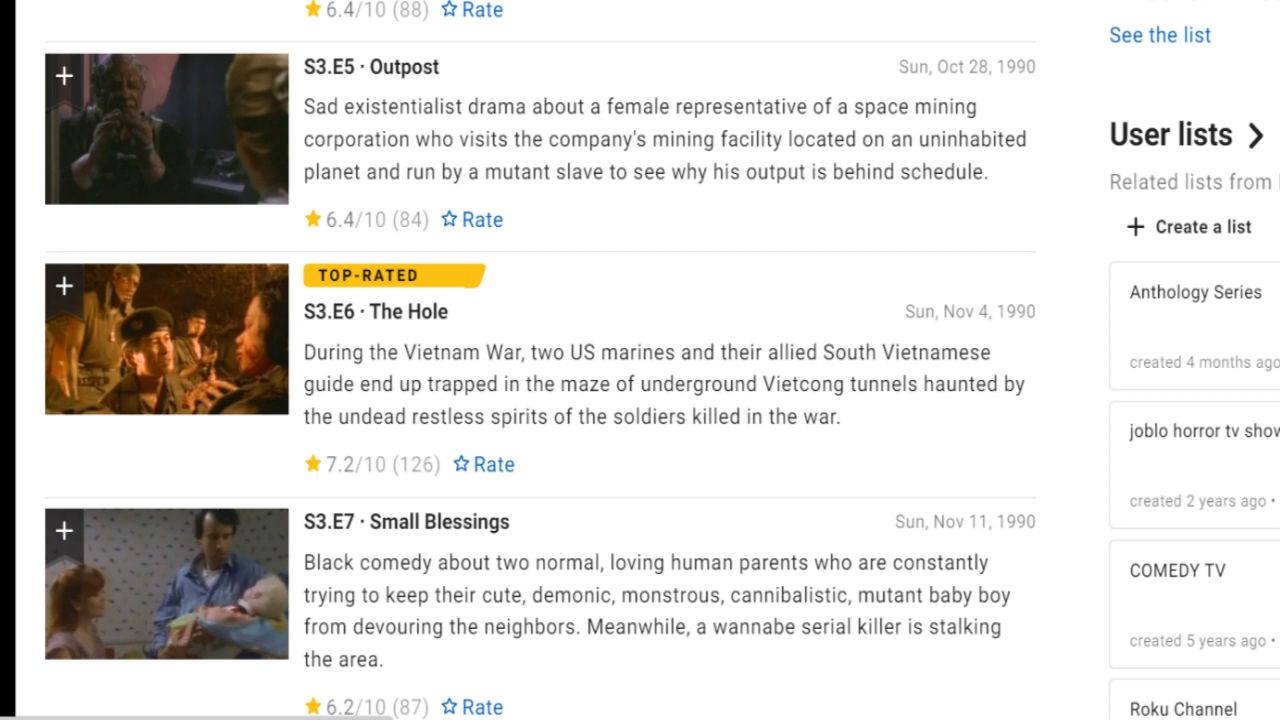 6.4/10 (88) Rate
S3.E5 · Outpost
Sun, Oct 28, 1990
Sad existentialist drama about a female representative of a space mining
corporation who visits the company's mining facility located on an uninhabited
planet and run by a mutant slave to see why his output is behind schedule.
6.4/10 (84) Rate
TOP-RATED
S3.E6 · The Hole
Sun, Nov 4, 1990
During the Vietnam War, two US marines and their allied South Vietnamese
guide end up trapped in the maze of underground Vietcong tunnels haunted by
the undead restless spirits of the soldiers killed in the war.
7.2/10 (126) Rate
S3.E7 · Small Blessings
Sun, Nov 11, 1990
Black comedy about two normal, loving human parents who are constantly
trying to keep their cute, demonic, monstrous, cannibalistic, mutant baby boy
from devouring the neighbors. Meanwhile, a wannabe serial killer is stalking
the area.
6.2/10 (87) Rate
See the list
User lists
Related lists from
Create a list
Anthology Series
created 4 months ago
joblo horror tv show
created 2 years ago •
COMEDY TV
created 5 years ago •
Roku Channel